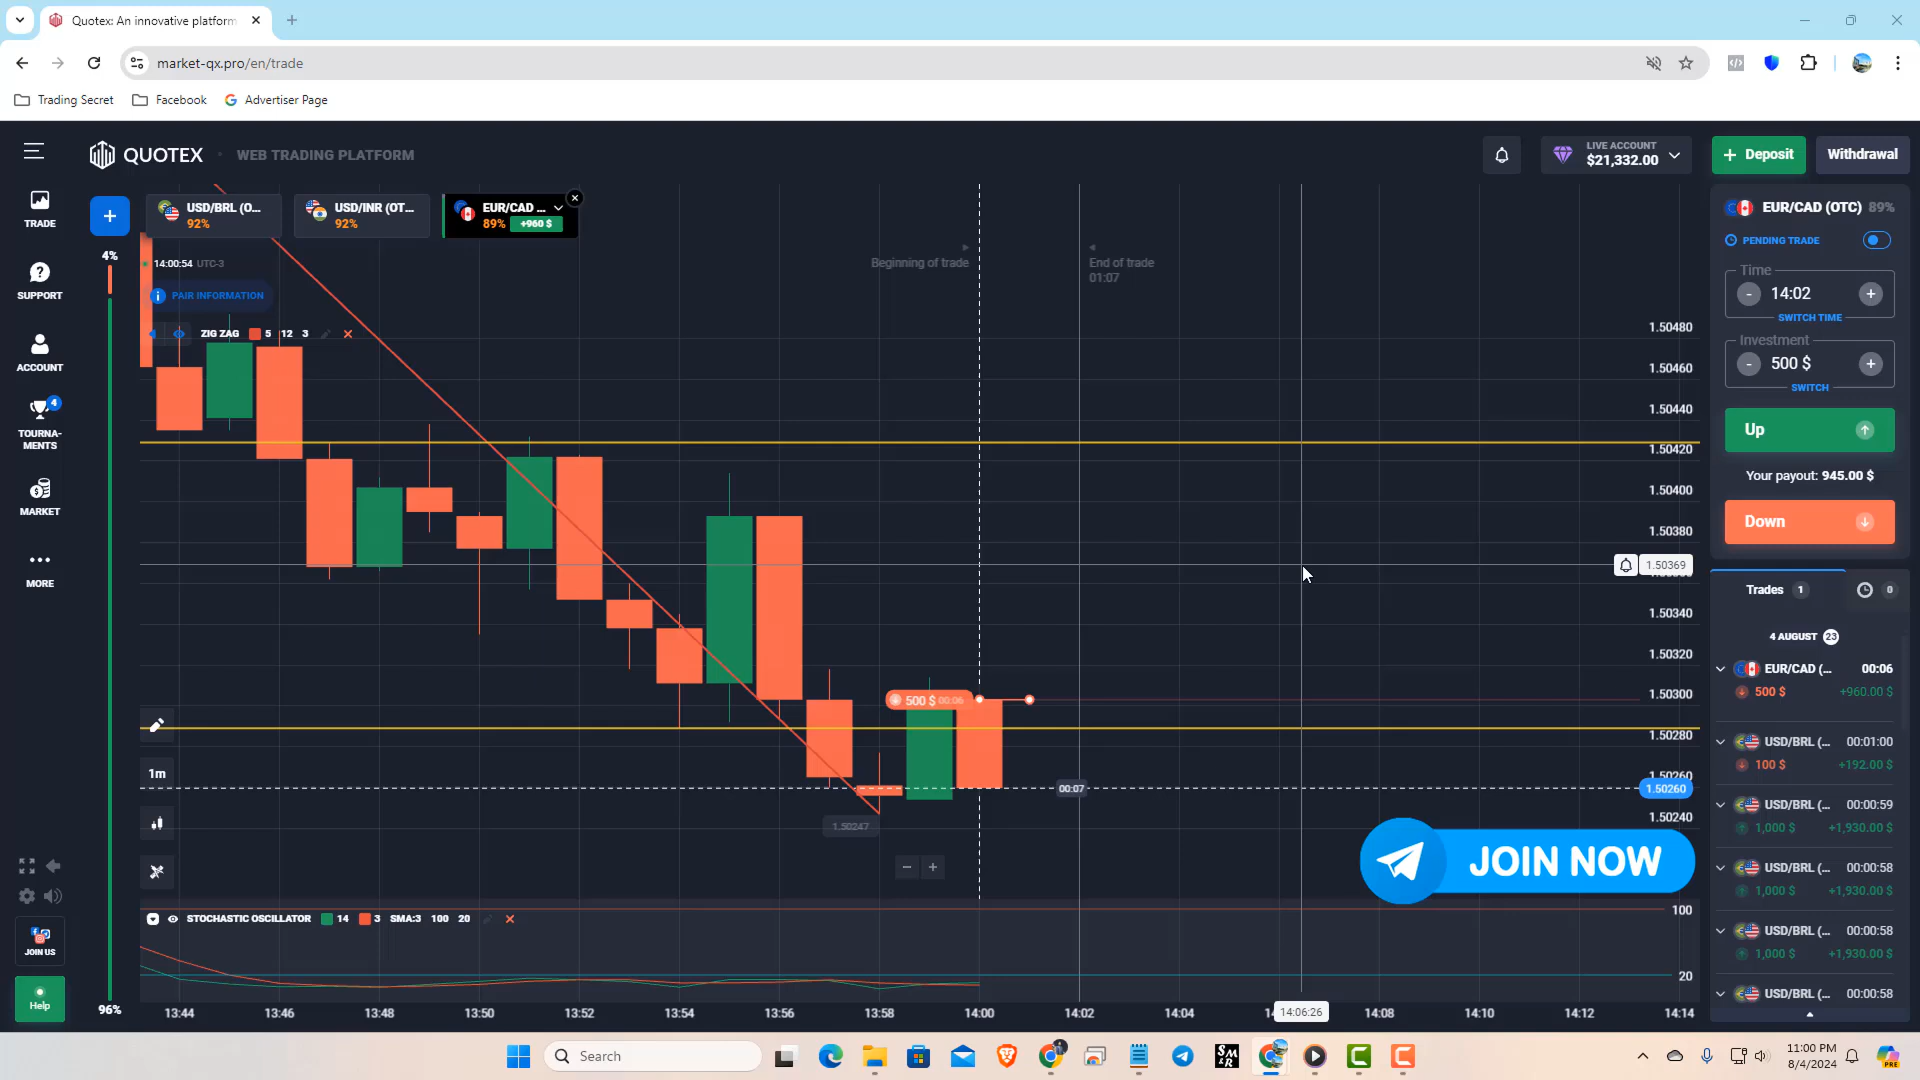 Quotex: An innovative platform
market-qx.pro/en/trade
Trading Secret
Facebook
Advertiser Page
QUOTEX
WEB TRADING PLATFORM
LIVE ACCOUNT
$21,332.00
+ Deposit
Withdrawal
TRADE
SUPPORT
ACCOUNT
4
TOURNA-
MENTS
MARKET
MORE
JOIN US
Help
+
4%
96%
USD/BRL (O...
92%
USD/INR (OT...
92%
EUR/CAD ...
89% +960 $
14:00:54 UTC-3
PAIR INFORMATION
ZIG ZAG 5 12 3
Beginning of trade
End of trade
01:07
1.50480
1.50460
1.50440
1.50420
1.50400
1.50380
1.50369
1.50340
1.50320
1.50300
1.50280
1.50260
1.50260
1.50240
500 $ 00:06
00:07
1.50247
1m
JOIN NOW
STOCHASTIC OSCILLATOR 14 3 SMA:3 100 20
100
20
13:44 13:46 13:48 13:50 13:52 13:54 13:56 13:58 14:00 14:02 14:04 14:06:26 14:08 14:10 14:12 14:14
EUR/CAD (OTC) 89%
PENDING TRADE
Time
- 14:02 +
SWITCH TIME
Investment
- 500 $ +
SWITCH
Up
Your payout: 945.00 $
Down
Trades 1
0
4 AUGUST 23
EUR/CAD (... 00:06
500 $ +960.00 $
USD/BRL (... 00:01:00
100 $ +192.00 $
USD/BRL (... 00:00:59
1,000 $ +1,930.00 $
USD/BRL (... 00:00:58
1,000 $ +1,930.00 $
USD/BRL (... 00:00:58
1,000 $ +1,930.00 $
USD/BRL (... 00:00:58
Search
SM
&R
11:00 PM
8/4/2024
PRE